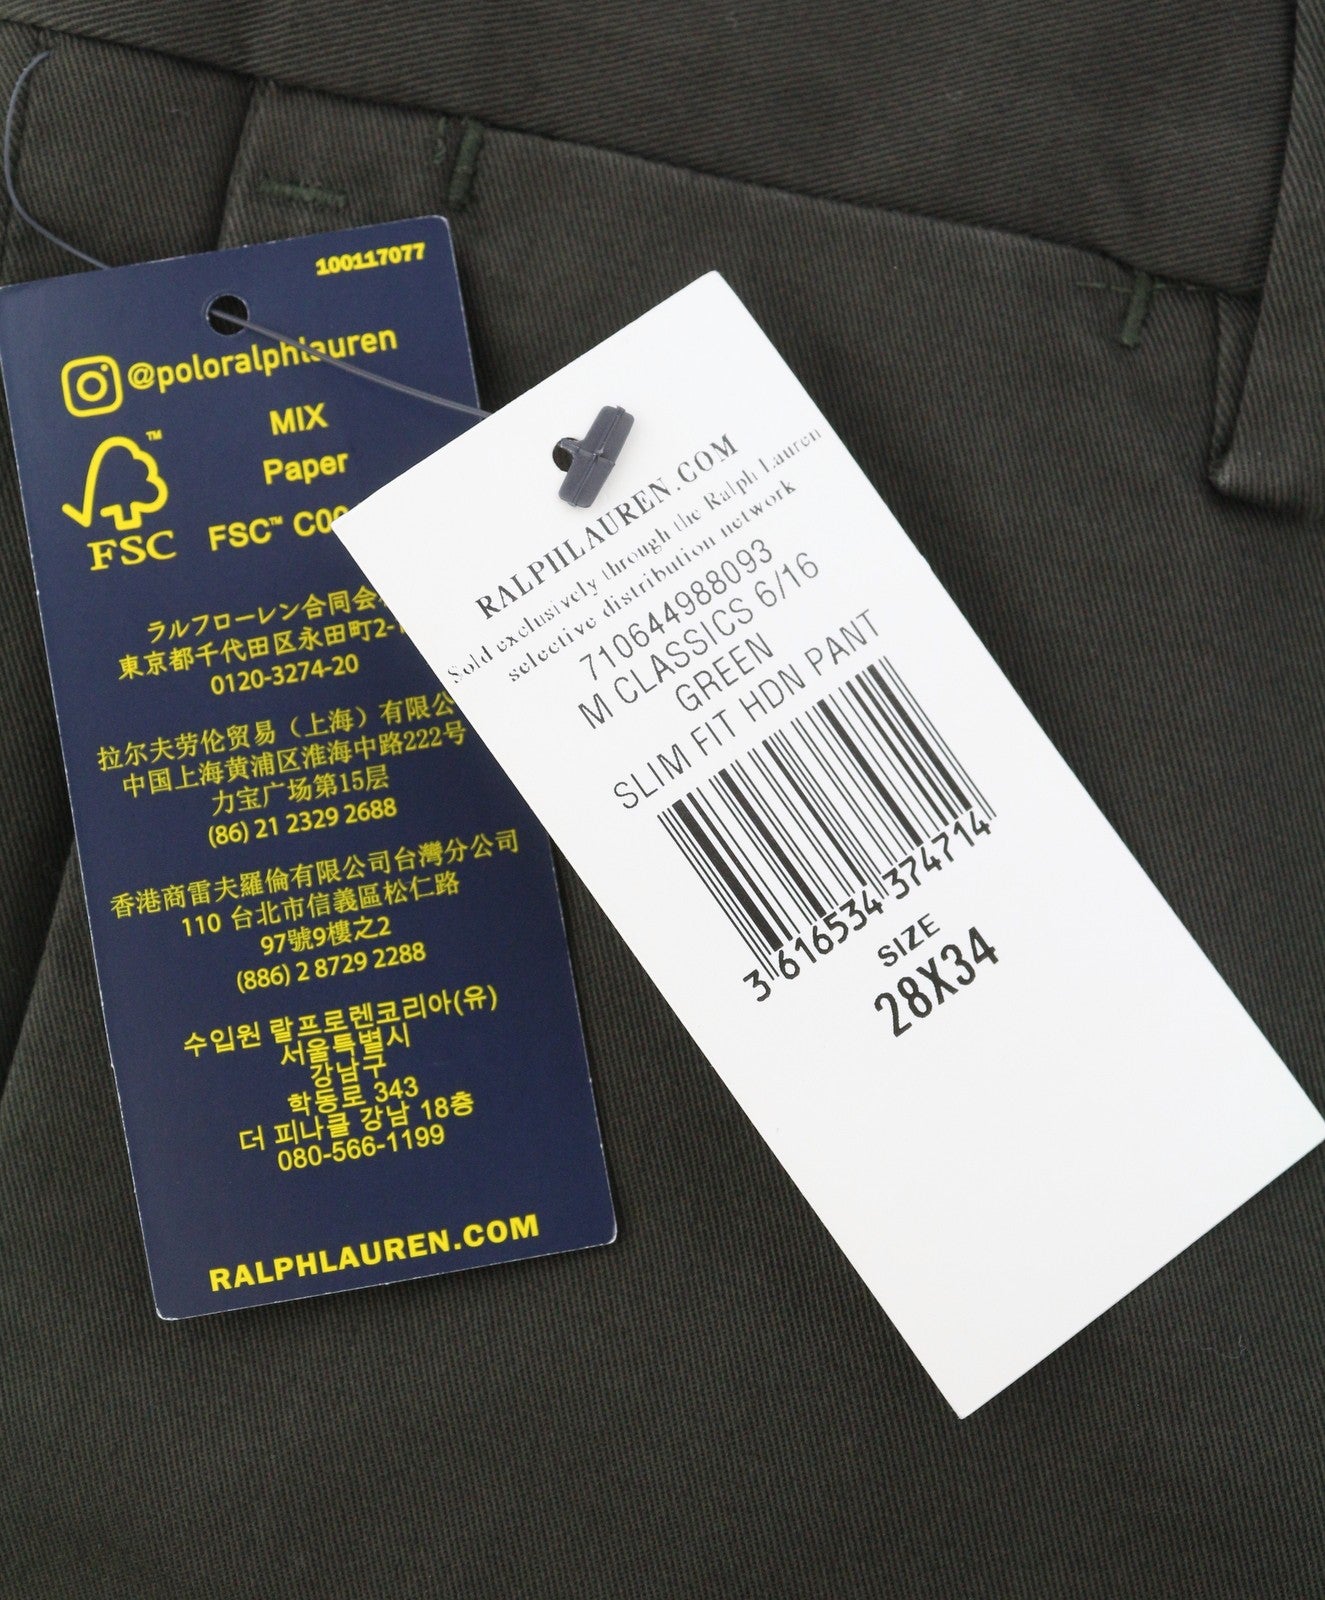 100117077
@poloralphlauren
MIX
Paper
FSC™ C00
™
FSC
ラルフローレン合同会
東京都千代田区永田町2-
0120-3274-20
拉尔夫劳伦贸易（上海）有限公
中国上海黄浦区淮海中路222号
力宝广场第15层
(86) 21 2329 2688
香港商雷夫羅倫有限公司台灣分公司
110 台北市信義區松仁路
97號9樓之2
(886) 2 8729 2288
수입원 랄프로렌코리아(유)
서울특별시
강남구
학동로 343
더 피나클 강남 18층
080-566-1199
RALPHLAUREN.COM
RALPHLAUREN.COM
Sold exclusively through the Ralph Lauren
selective distribution network
710644988093
M CLASSICS 6/16
GREEN
SLIM FIT HDN PANT
3 616534 374714
SIZE
28X34